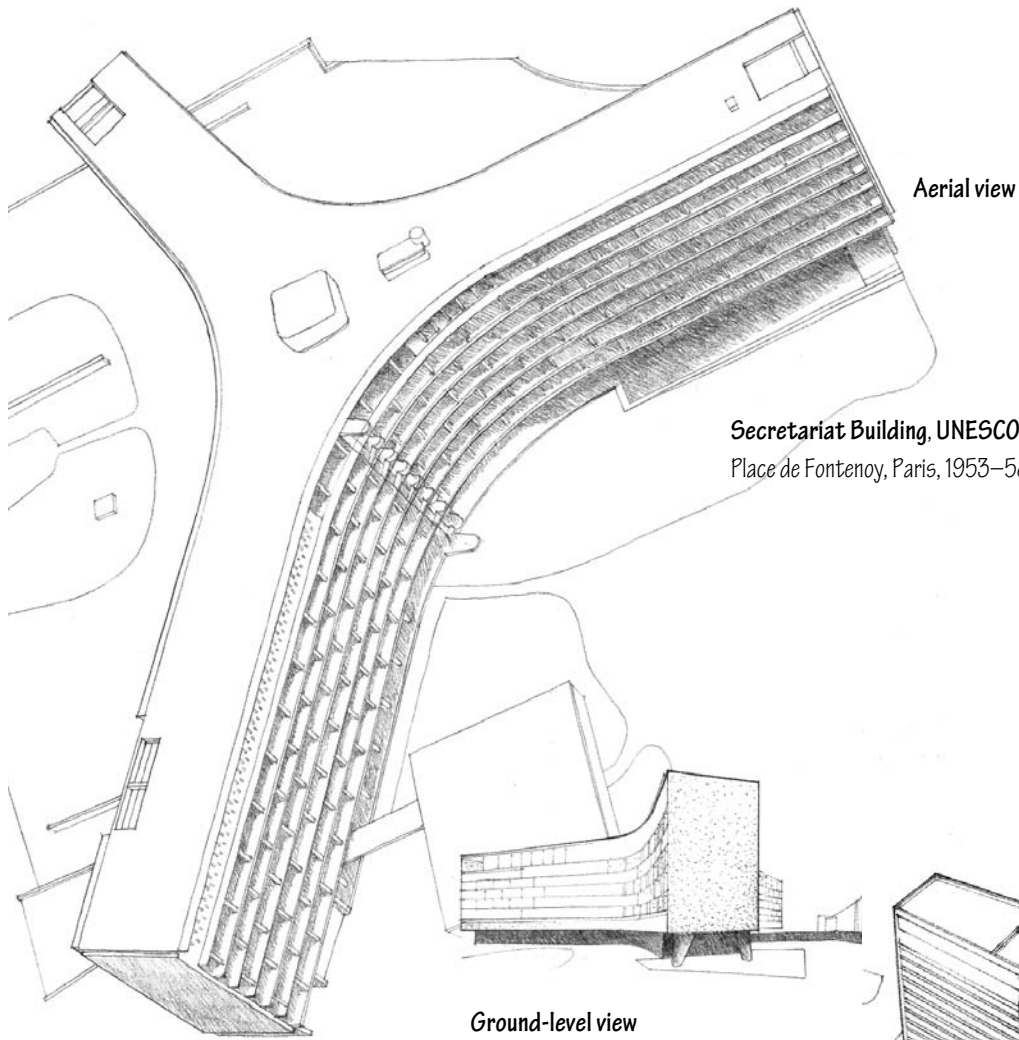 Aerial view
Secretariat Building, UNESCO
Place de Fontenoy, Paris, 1953–5
Ground-level view